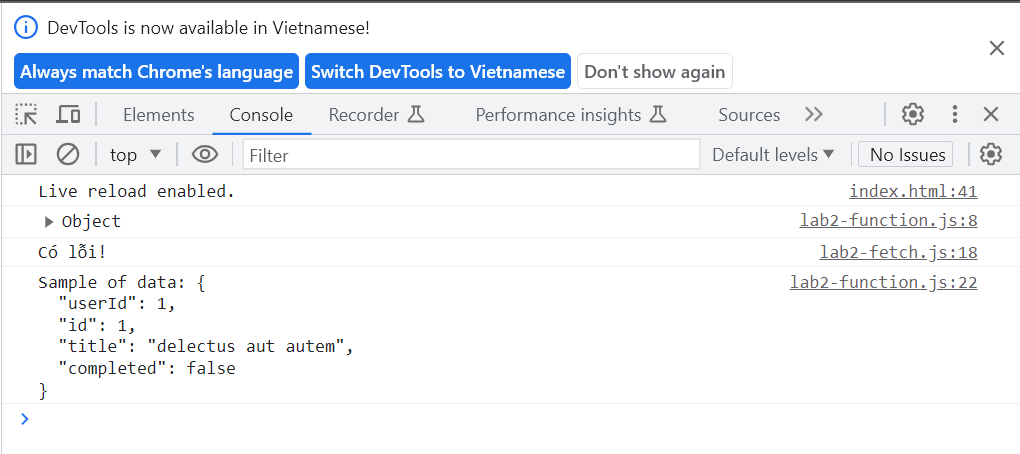 DevTools is now available in Vietnamese!
Always match Chrome's language Switch DevTools to Vietnamese Don't show again
Elements Console Recorder Performance insights Sources
top Filter Default levels No Issues
Live reload enabled. index.html:41
Object lab2-function.js:8
Có lỗi! lab2-fetch.js:18
Sample of data: { lab2-function.js:22
"userId": 1,
"id": 1,
"title": "delectus aut autem",
"completed": false
}